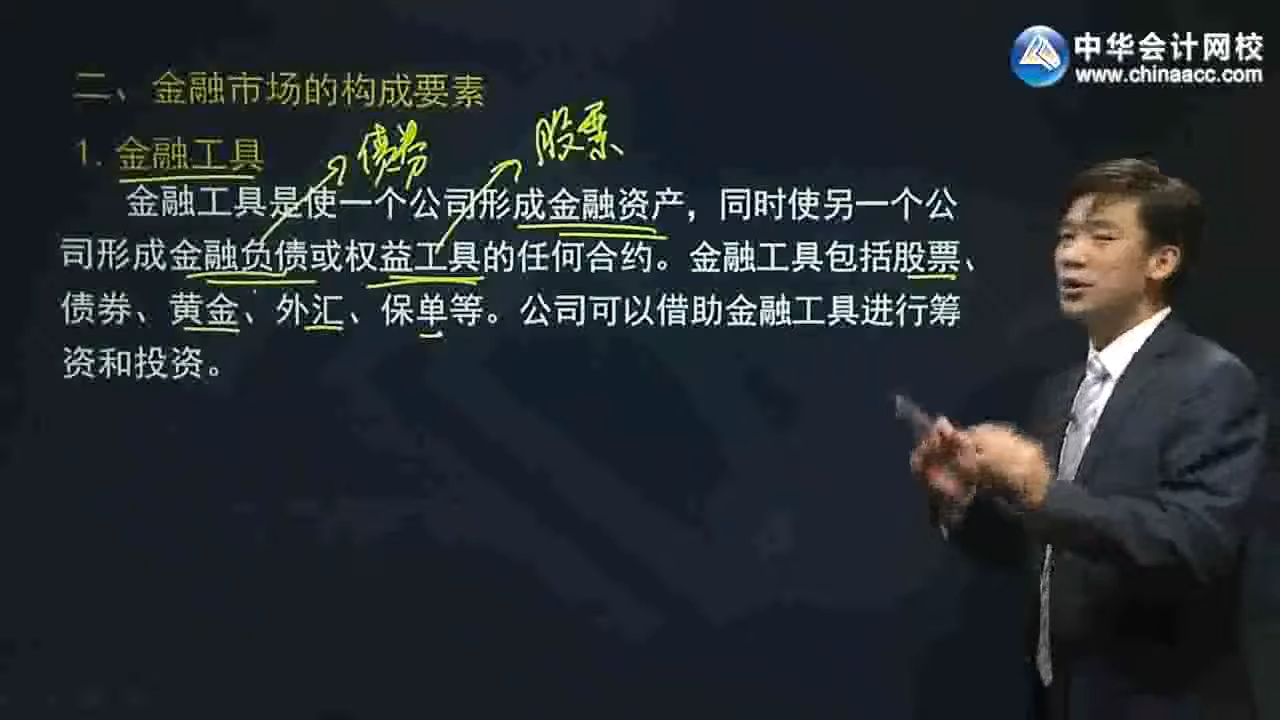 中华会计网校
www.chinaacc.com
二、金融市场的构成要素
债券
股票
1. 金融工具
金融工具是使一个公司形成金融资产，同时使另一个公
司形成金融负债或权益工具的任何合约。金融工具包括股票、
债券、黄金、外汇、保单等。公司可以借助金融工具进行筹
资和投资。